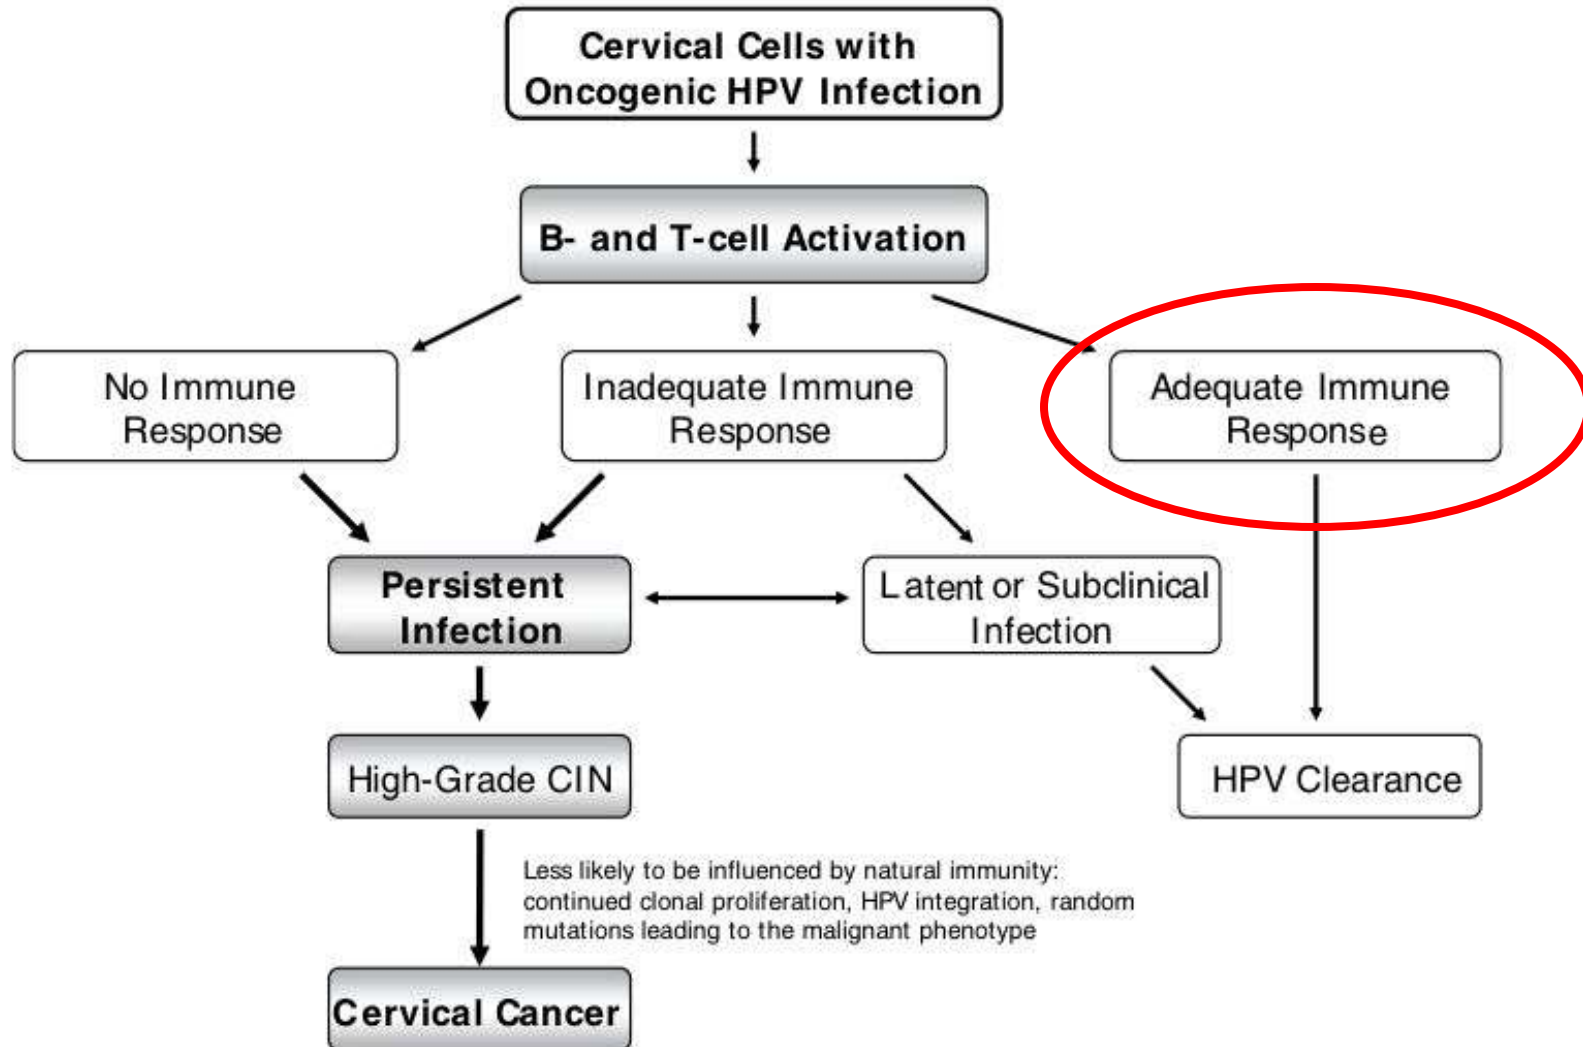 Cervical Cells with
Oncogenic HPV Infection
B- and T-cell Activation
No Immune
Response
Inadequate Immune
Response
Adequate Immune
Response
Persistent
Infection
Latent or Subclinical
Infection
High-Grade CIN
HPV Clearance
Less likely to be influenced by natural immunity:
continued clonal proliferation, HPV integration, random
mutations leading to the malignant phenotype
Cervical Cancer